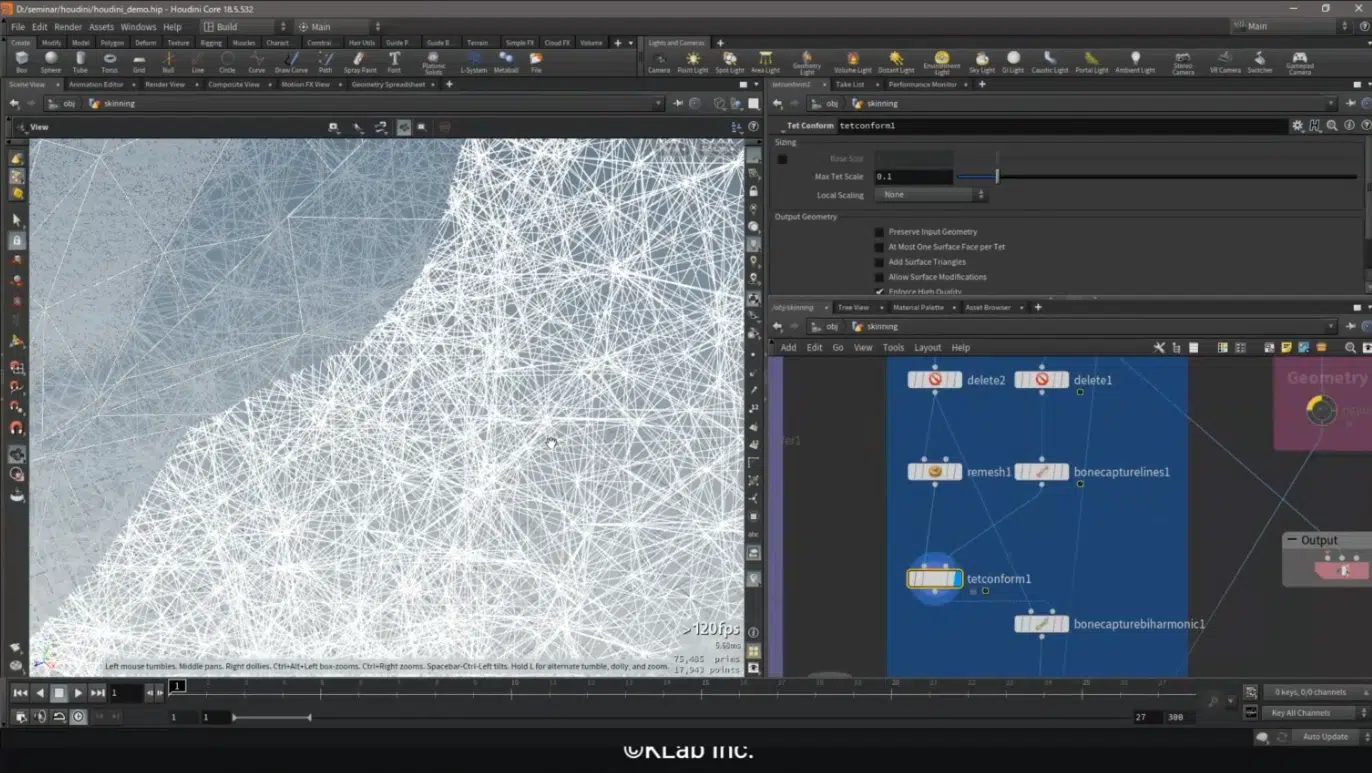 D:/seminar/houdini/houdini_demo.hip - Houdini Core 18.5.532
File Edit Render Assets Windows Help Build Main Main
Create Modify Model Polygon Deform Texture Rigging Muscles Charact... Constrai... Hair Utils Guide P... Guide B... Terrain... Simple FX Cloud FX Volume Lights and Cameras
Box Sphere Tube Torus Grid Null Line Circle Curve Draw Curve Path Spray Paint Font Platonic Solids L-System Metaball File Camera Point Light Spot Light Area Light Geometry Light Volume Light Distant Light Environment Light Sky Light GI Light Caustic Light Portal Light Ambient Light Stereo Camera VR Camera Switcher Gamepad Camera
Scene View Animation Editor Render View Composite View Motion FX View Geometry Spreadsheet tetconform1 Take List Performance Monitor
obj skinning obj skinning
View Tet Conform tetconform1
Sizing
Base Size
Max Tet Scale 0.1
Local Scaling None
Output Geometry
Preserve Input Geometry
At Most One Surface Face per Tet
Add Surface Triangles
Allow Surface Modifications
Enforce High Quality
/obj/skinning Tree View Material Palette Asset Browser
obj skinning
Add Edit Go View Tools Layout Help
delete2 delete1
Geometry
remesh1 bonecapturelines1
Output
tetconform1
bonecapturebiharmonic1
>120fps
75,485 prims
17,943 points
Left mouse tumbles. Middle pans. Right dollies. Ctrl+Alt+Left box-zooms. Ctrl+Right zooms. Spacebar-Ctrl-Left tilts. Hold L for alternate tumble, dolly, and zoom.
1 1
0 keys, 0/0 channels
1 1 27 300 Key All Channels
Auto Update
©KLab Inc.